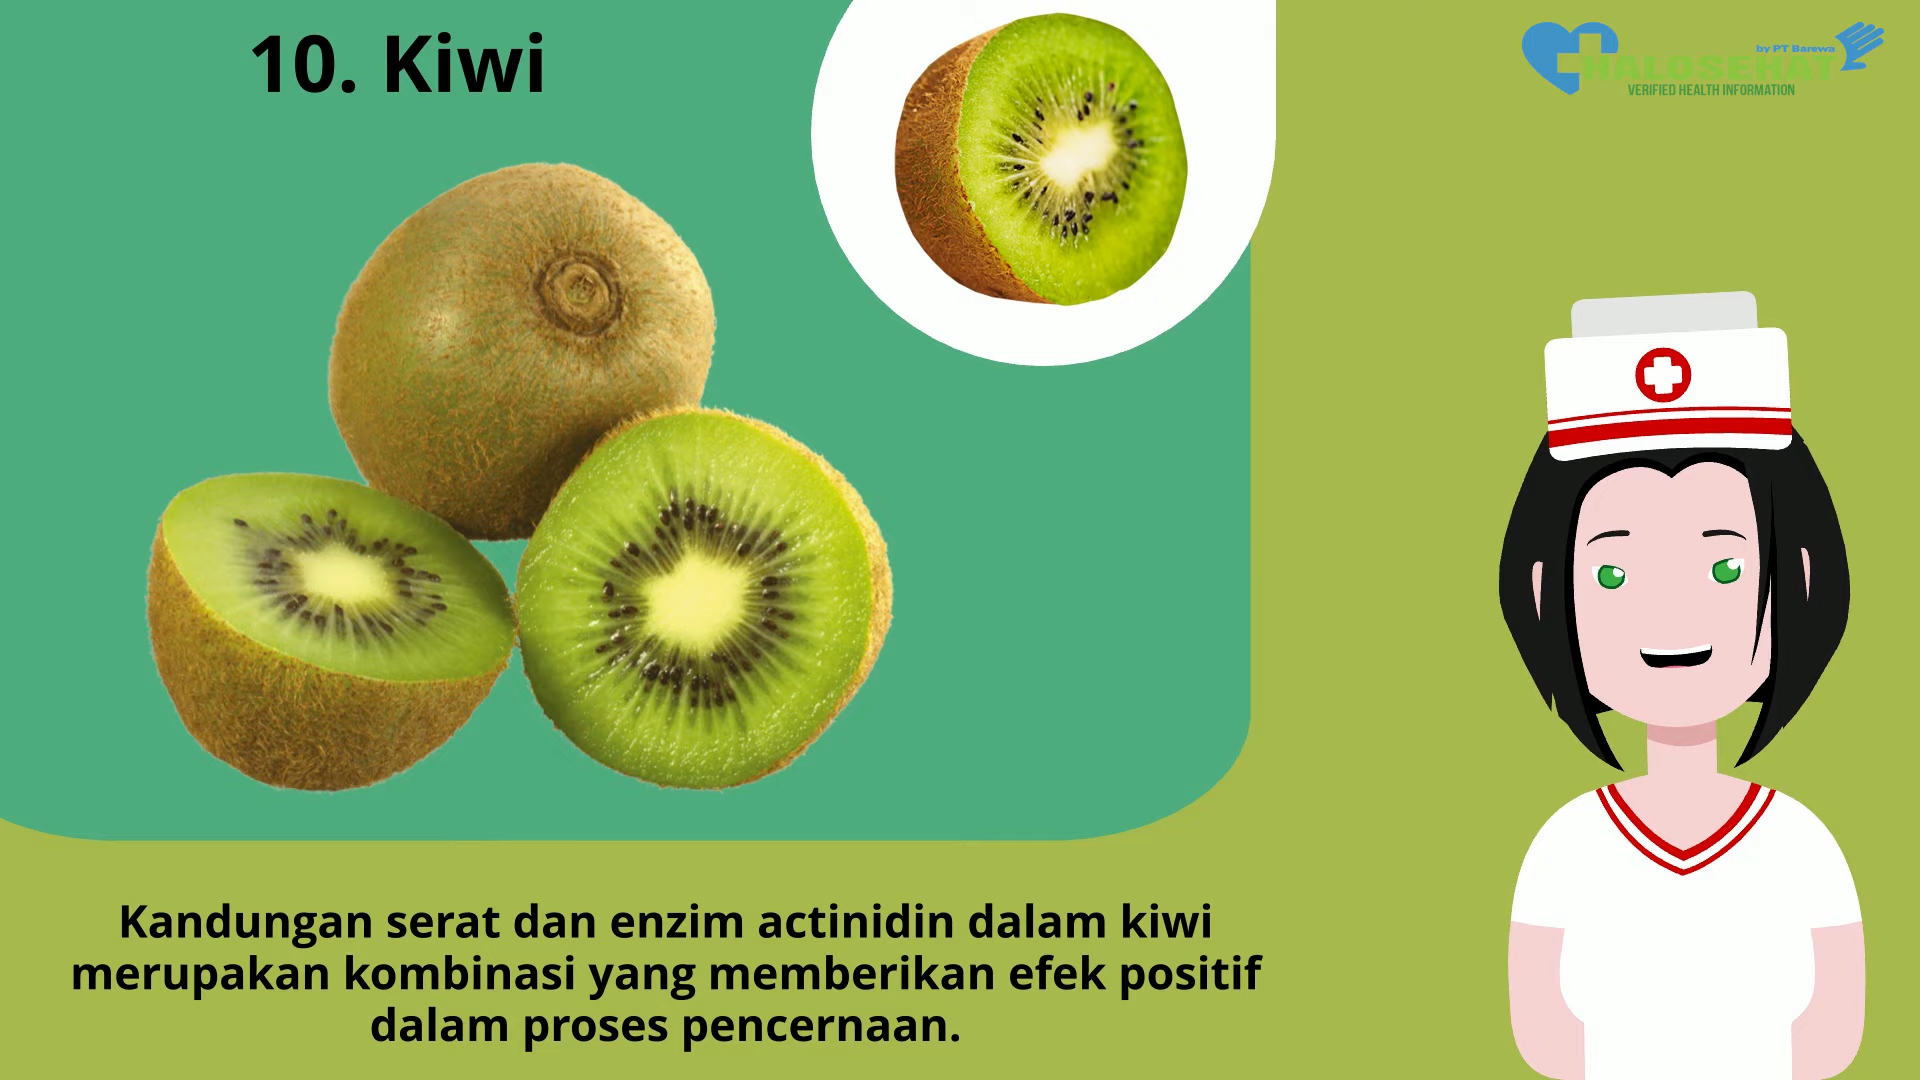 10. Kiwi
by PT Barewa
HALOSEHAT
VERIFIED HEALTH INFORMATION
Kandungan serat dan enzim actinidin dalam kiwi
merupakan kombinasi yang memberikan efek positif
dalam proses pencernaan.